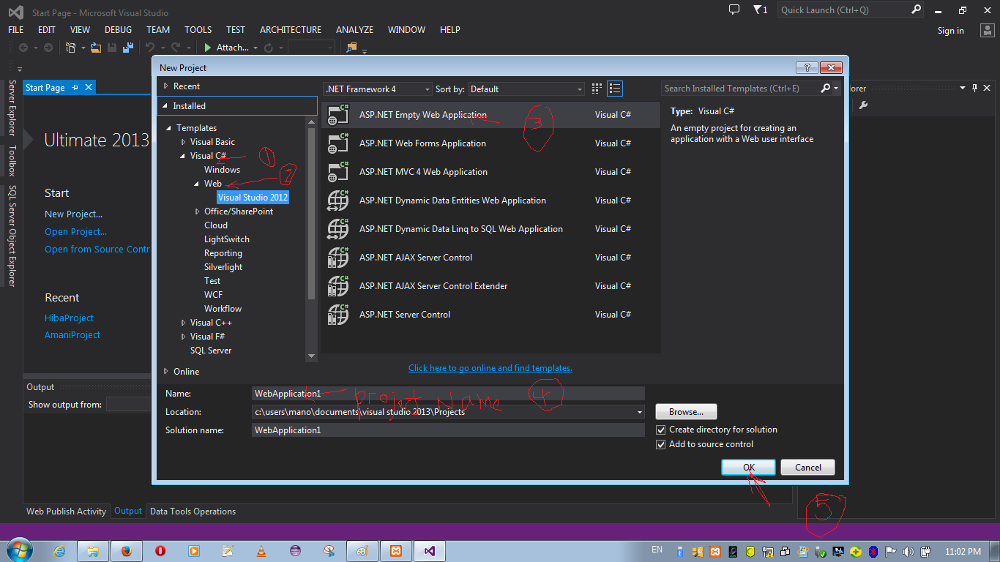 Start Page - Microsoft Visual Studio
1
Quick Launch (Ctrl+Q)
FILE EDIT VIEW DEBUG TEAM TOOLS TEST ARCHITECTURE ANALYZE WINDOW HELP
Sign in
Attach...
Server Explorer
Toolbox
SQL Server Object Explorer
Start Page
Ultimate 2013
Start
New Project...
Open Project...
Open from Source Contr
Recent
HibaProject
AmaniProject
Output
Show output from:
orer
New Project
Recent
Installed
Templates
Visual Basic
Visual C#
1
Windows
Web
2
Visual Studio 2012
Office/SharePoint
Cloud
LightSwitch
Reporting
Silverlight
Test
WCF
Workflow
Visual C++
Visual F#
SQL Server
Online
.NET Framework 4
Sort by: Default
Search Installed Templates (Ctrl+E)
ASP.NET Empty Web Application Visual C#
3
ASP.NET Web Forms Application Visual C#
ASP.NET MVC 4 Web Application Visual C#
ASP.NET Dynamic Data Entities Web Application Visual C#
ASP.NET Dynamic Data Linq to SQL Web Application Visual C#
ASP.NET AJAX Server Control Visual C#
ASP.NET AJAX Server Control Extender Visual C#
ASP.NET Server Control Visual C#
Type: Visual C#
An empty project for creating an
application with a Web user interface
Click here to go online and find templates.
Name: WebApplication1
Projet Name 4
Location: c:\users\mano\documents\visual studio 2013\Projects
Browse...
Solution name: WebApplication1
Create directory for solution
Add to source control
OK Cancel
5
Web Publish Activity Output Data Tools Operations
EN
11:02 PM